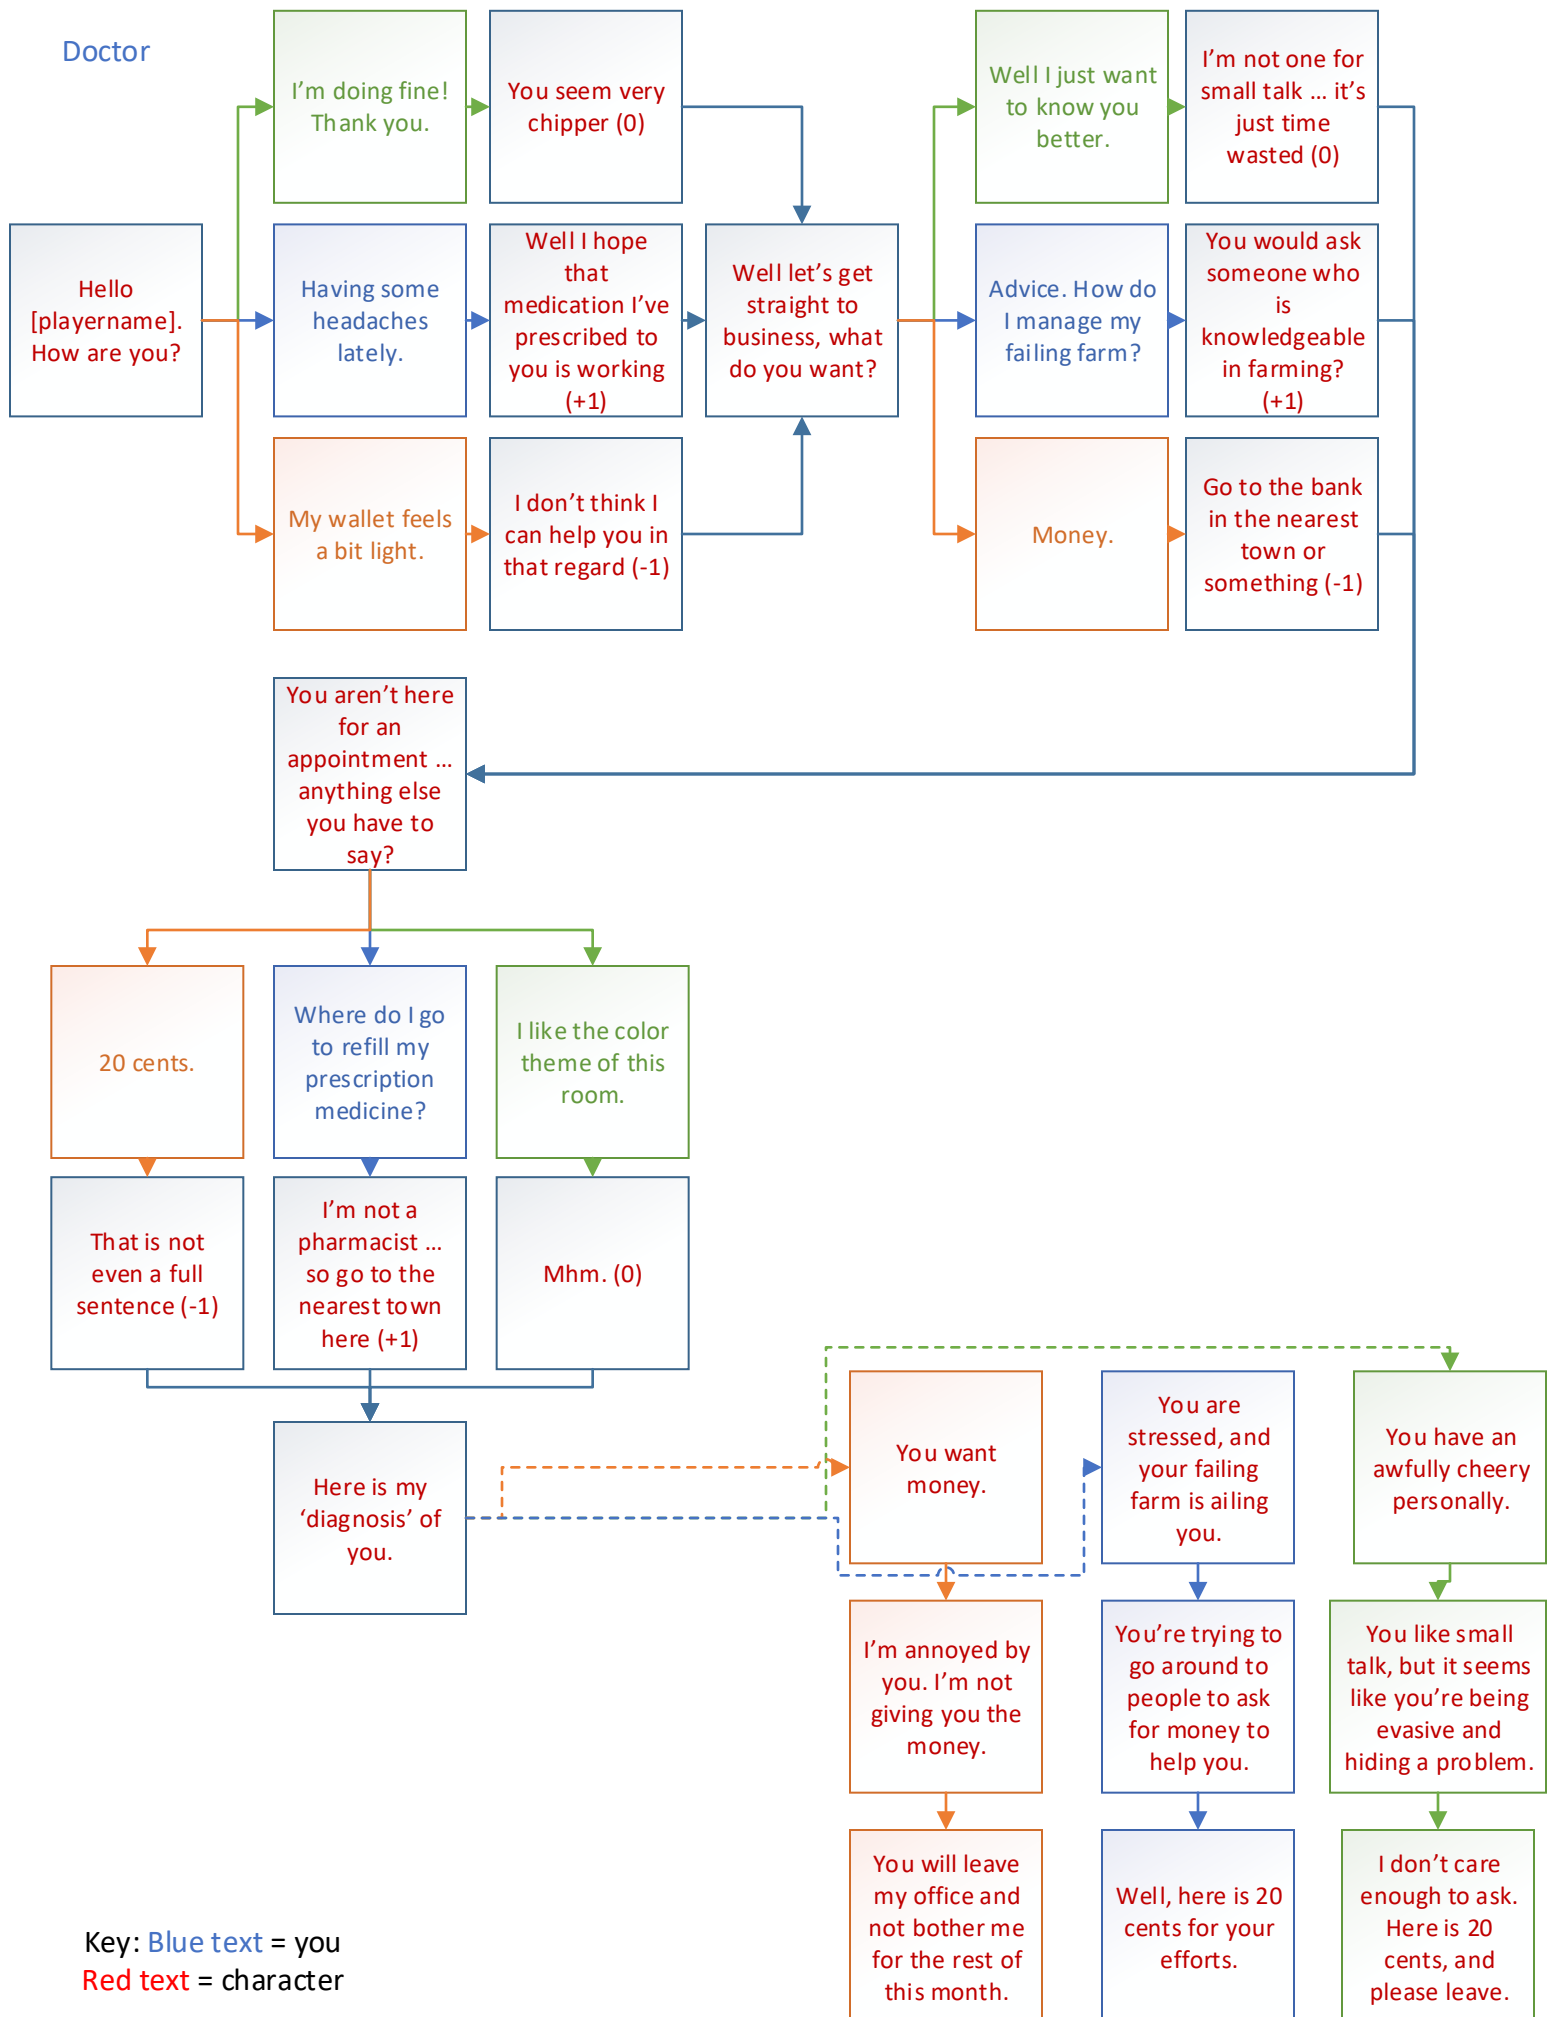 Doctor
Hello
[playername].
How are you?
I'm doing fine!
Thank you.
You seem very
chipper (0)
Having some
headaches
lately.
Well I hope
that
medication I've
prescribed to
you is working
(+1)
My wallet feels
a bit light.
I don't think I
can help you in
that regard (-1)
Well let's get
straight to
business, what
do you want?
Well I just want
to know you
better.
I'm not one for
small talk … it's
just time
wasted (0)
Advice. How do
I manage my
failing farm?
You would ask
someone who
is
knowledgeable
in farming?
(+1)
Money.
Go to the bank
in the nearest
town or
something (-1)
You aren't here
for an
appointment …
anything else
you have to
say?
20 cents.
Where do I go
to refill my
prescription
medicine?
I like the color
theme of this
room.
That is not
even a full
sentence (-1)
I'm not a
pharmacist …
so go to the
nearest town
here (+1)
Mhm. (0)
Here is my
‘diagnosis’ of
you.
You want
money.
You are
stressed, and
your failing
farm is ailing
you.
You have an
awfully cheery
personally.
I'm annoyed by
you. I'm not
giving you the
money.
You're trying to
go around to
people to ask
for money to
help you.
You like small
talk, but it seems
like you're being
evasive and
hiding a problem.
You will leave
my office and
not bother me
for the rest of
this month.
Well, here is 20
cents for your
efforts.
I don't care
enough to ask.
Here is 20
cents, and
please leave.
Key: Blue text = you
Red text = character